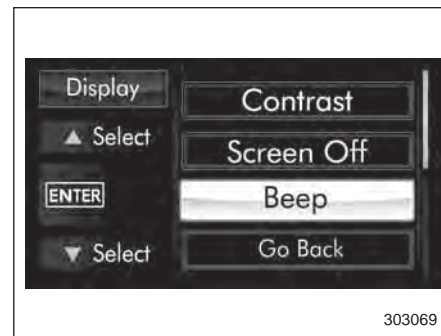 Display
▲ Select
ENTER
▼ Select
Contrast
Screen Off
Beep
Go Back
303069